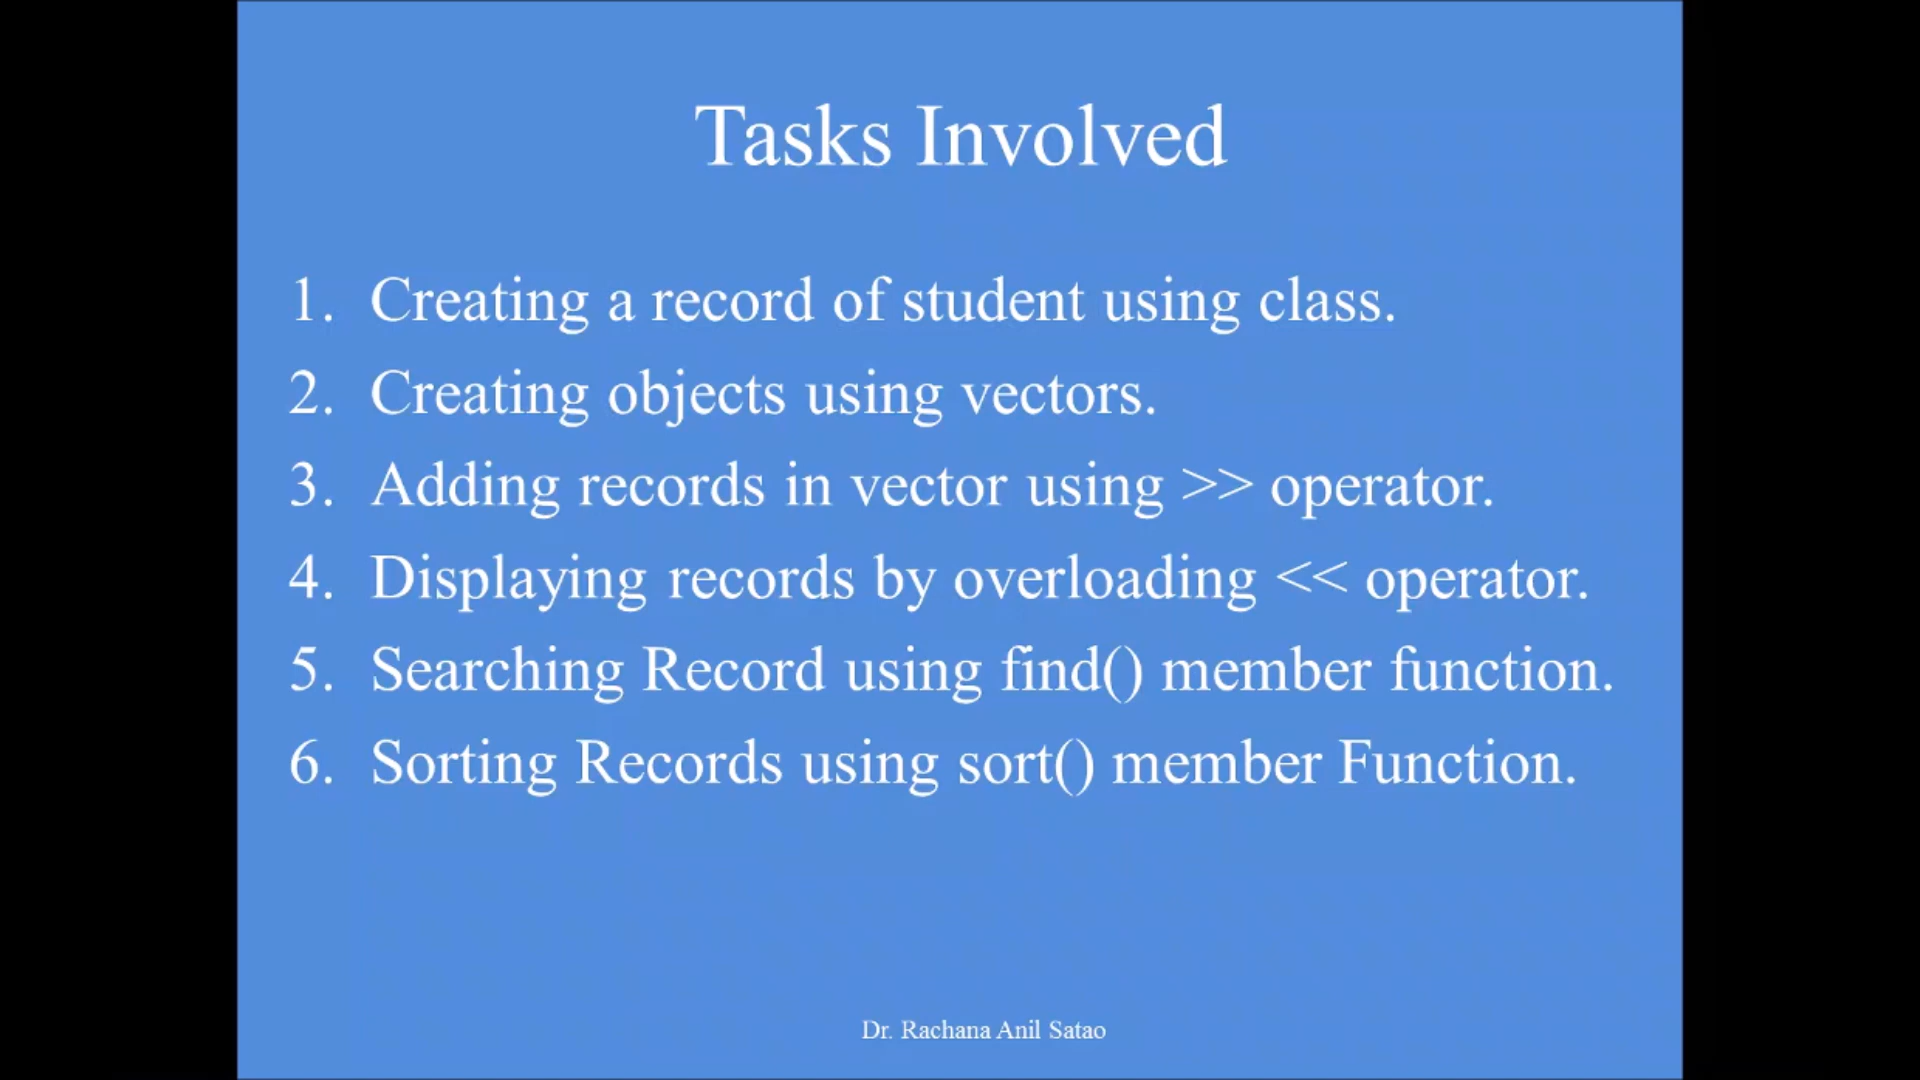 Tasks Involved
1. Creating a record of student using class.
2. Creating objects using vectors.
3. Adding records in vector using >> operator.
4. Displaying records by overloading << operator.
5. Searching Record using find() member function.
6. Sorting Records using sort() member Function.
Dr. Rachana Anil Satao